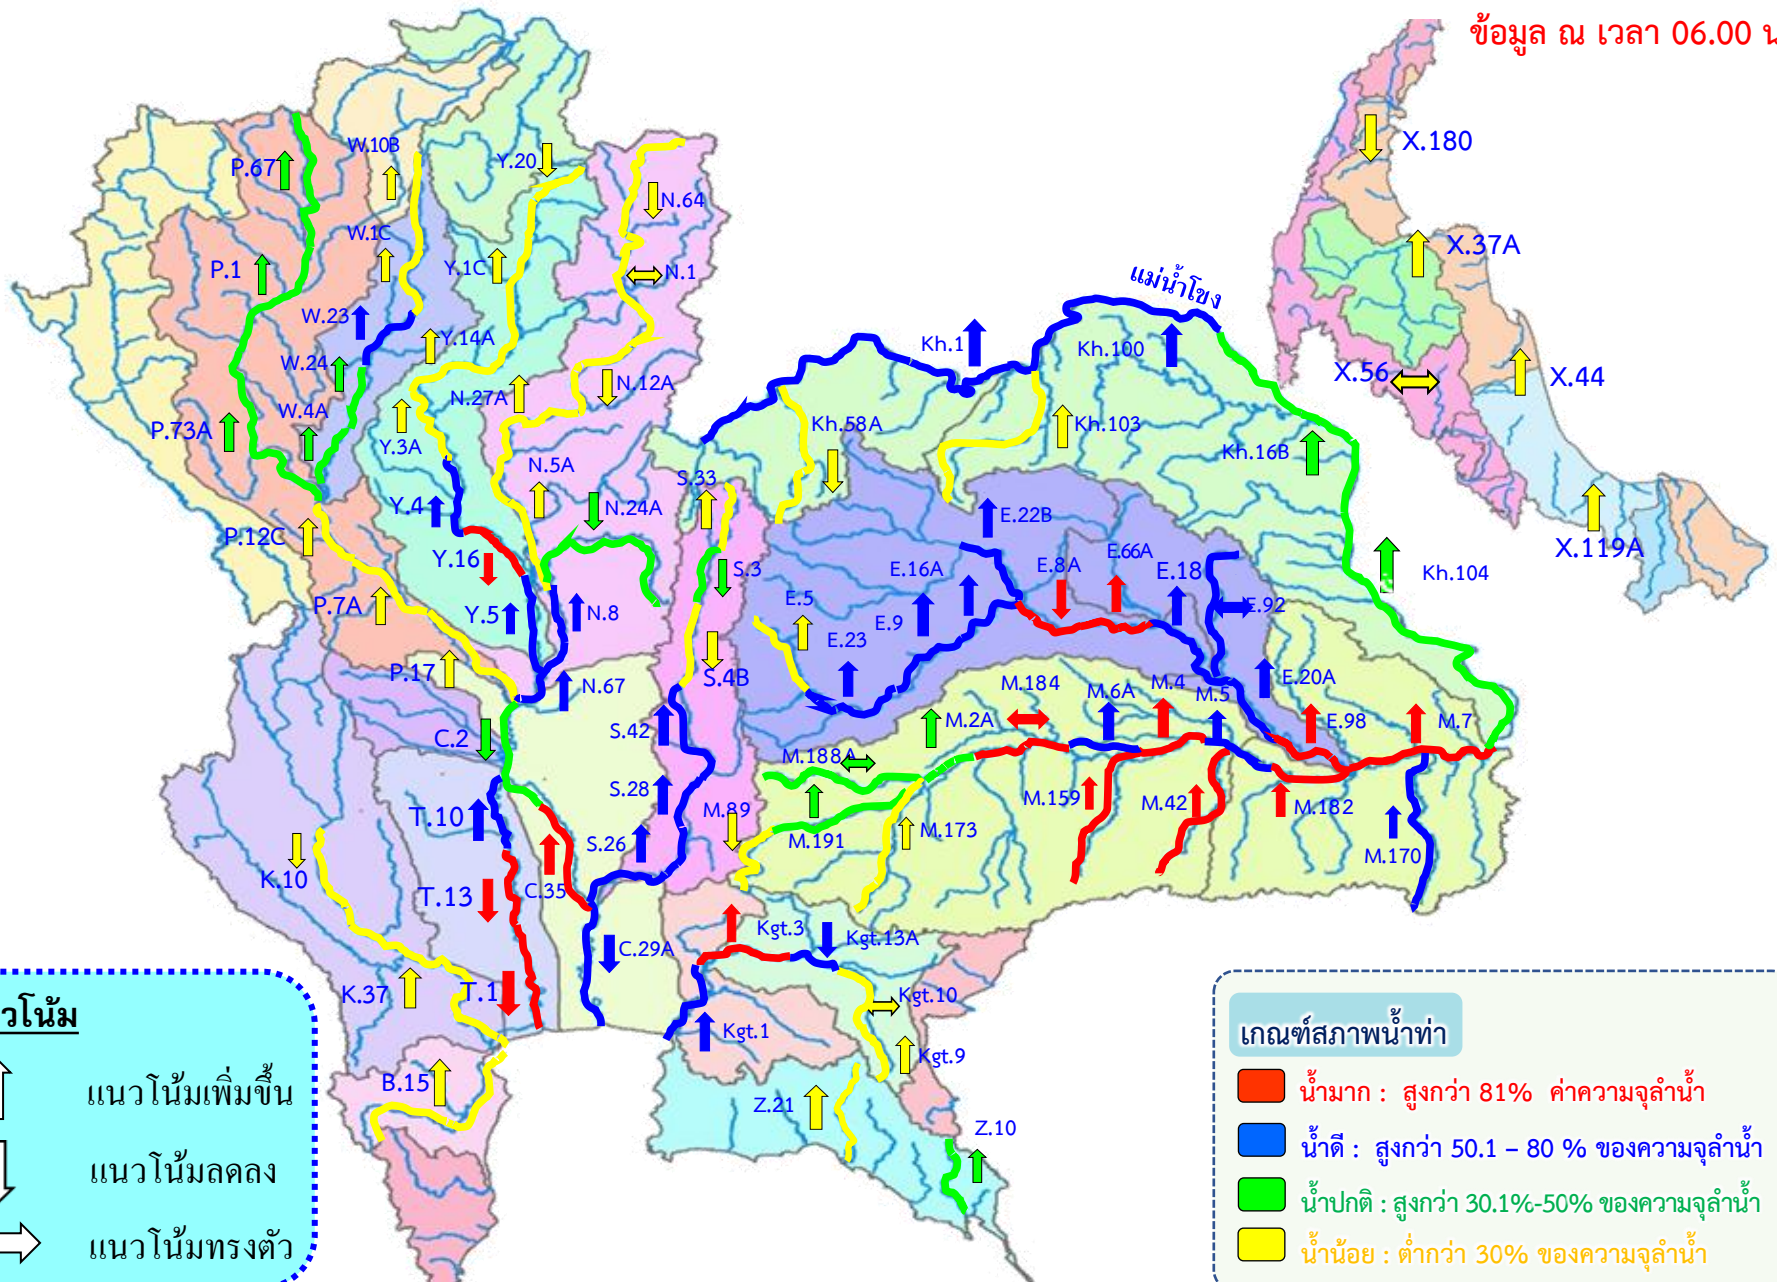 ข้อมูล ณ เวลา 06.00 น
P.67
W.10B
Y.20
N.64
X.180
P.1
W.1C
Y.1C
N.1
แม่น้ำโขง
X.37A
W.23
Y.14A
Kh.1
Kh.100
W.24
N.27A
N.12A
X.56
X.44
P.73A
W.4A
Y.3A
Kh.58A
Kh.103
Kh.16B
N.5A
S.33
Y.4
N.24A
E.22B
P.12C
X.119A
Y.16
S.3
E.16A
E.8A
E.66A
E.18
Kh.104
P.7A
Y.5
N.8
E.5
E.9
E.92
E.23
P.17
N.67
S.4B
M.184
M.6A
M.4
M.5
E.20A
C.2
S.42
M.2A
E.98
M.7
M.188A
T.10
S.28
M.89
M.159
M.42
M.182
S.26
M.191
M.173
M.170
K.10
T.13
C.35
Kgt.3
Kgt.13A
C.29A
K.37
T.1
Kgt.10
Kgt.1
Kgt.9
B.15
Z.21
Z.10
วโน้ม
แนวโน้มเพิ่มขึ้น
แนวโน้มลดลง
แนวโน้มทรงตัว
เกณฑ์สภาพน้ำท่า
น้ำมาก : สูงกว่า 81% ค่าความจุลำน้ำ
น้ำดี : สูงกว่า 50.1 – 80 % ของความจุลำน้ำ
น้ำปกติ : สูงกว่า 30.1%-50% ของความจุลำน้ำ
น้ำน้อย : ต่ำกว่า 30% ของความจุลำน้ำ